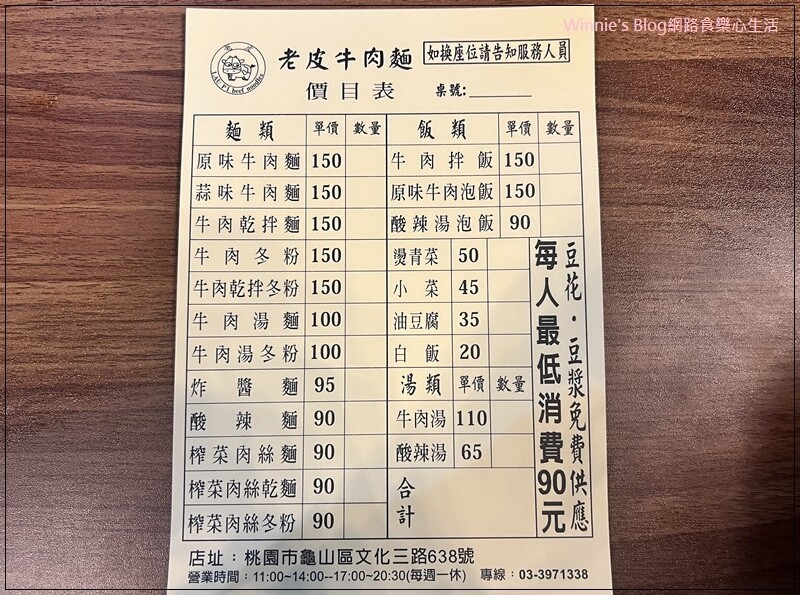 Winnie's Blog網路食樂心生活
老皮
LAU PI beef noodles
老皮牛肉麵
如換座位請告知服務人員
價目表
桌號:
麵類 單價 數量
原味牛肉麵 150
蒜味牛肉麵 150
牛肉乾拌麵 150
牛肉冬粉 150
牛肉乾拌冬粉 150
牛肉湯麵 100
牛肉湯冬粉 100
炸醬麵 95
酸辣麵 90
榨菜肉絲麵 90
榨菜肉絲乾麵 90
榨菜肉絲冬粉 90
飯類 單價 數量
牛肉拌飯 150
原味牛肉泡飯 150
酸辣湯泡飯 90
燙青菜 50
小菜 45
油豆腐 35
白飯 20
湯類 單價 數量
牛肉湯 110
酸辣湯 65
合計
豆花·豆漿免費供應
每人最低消費90元
店址：桃園市龜山區文化三路638號
營業時間：11:00~14:00--17:00~20:30(每週一休) 專線：03-3971338